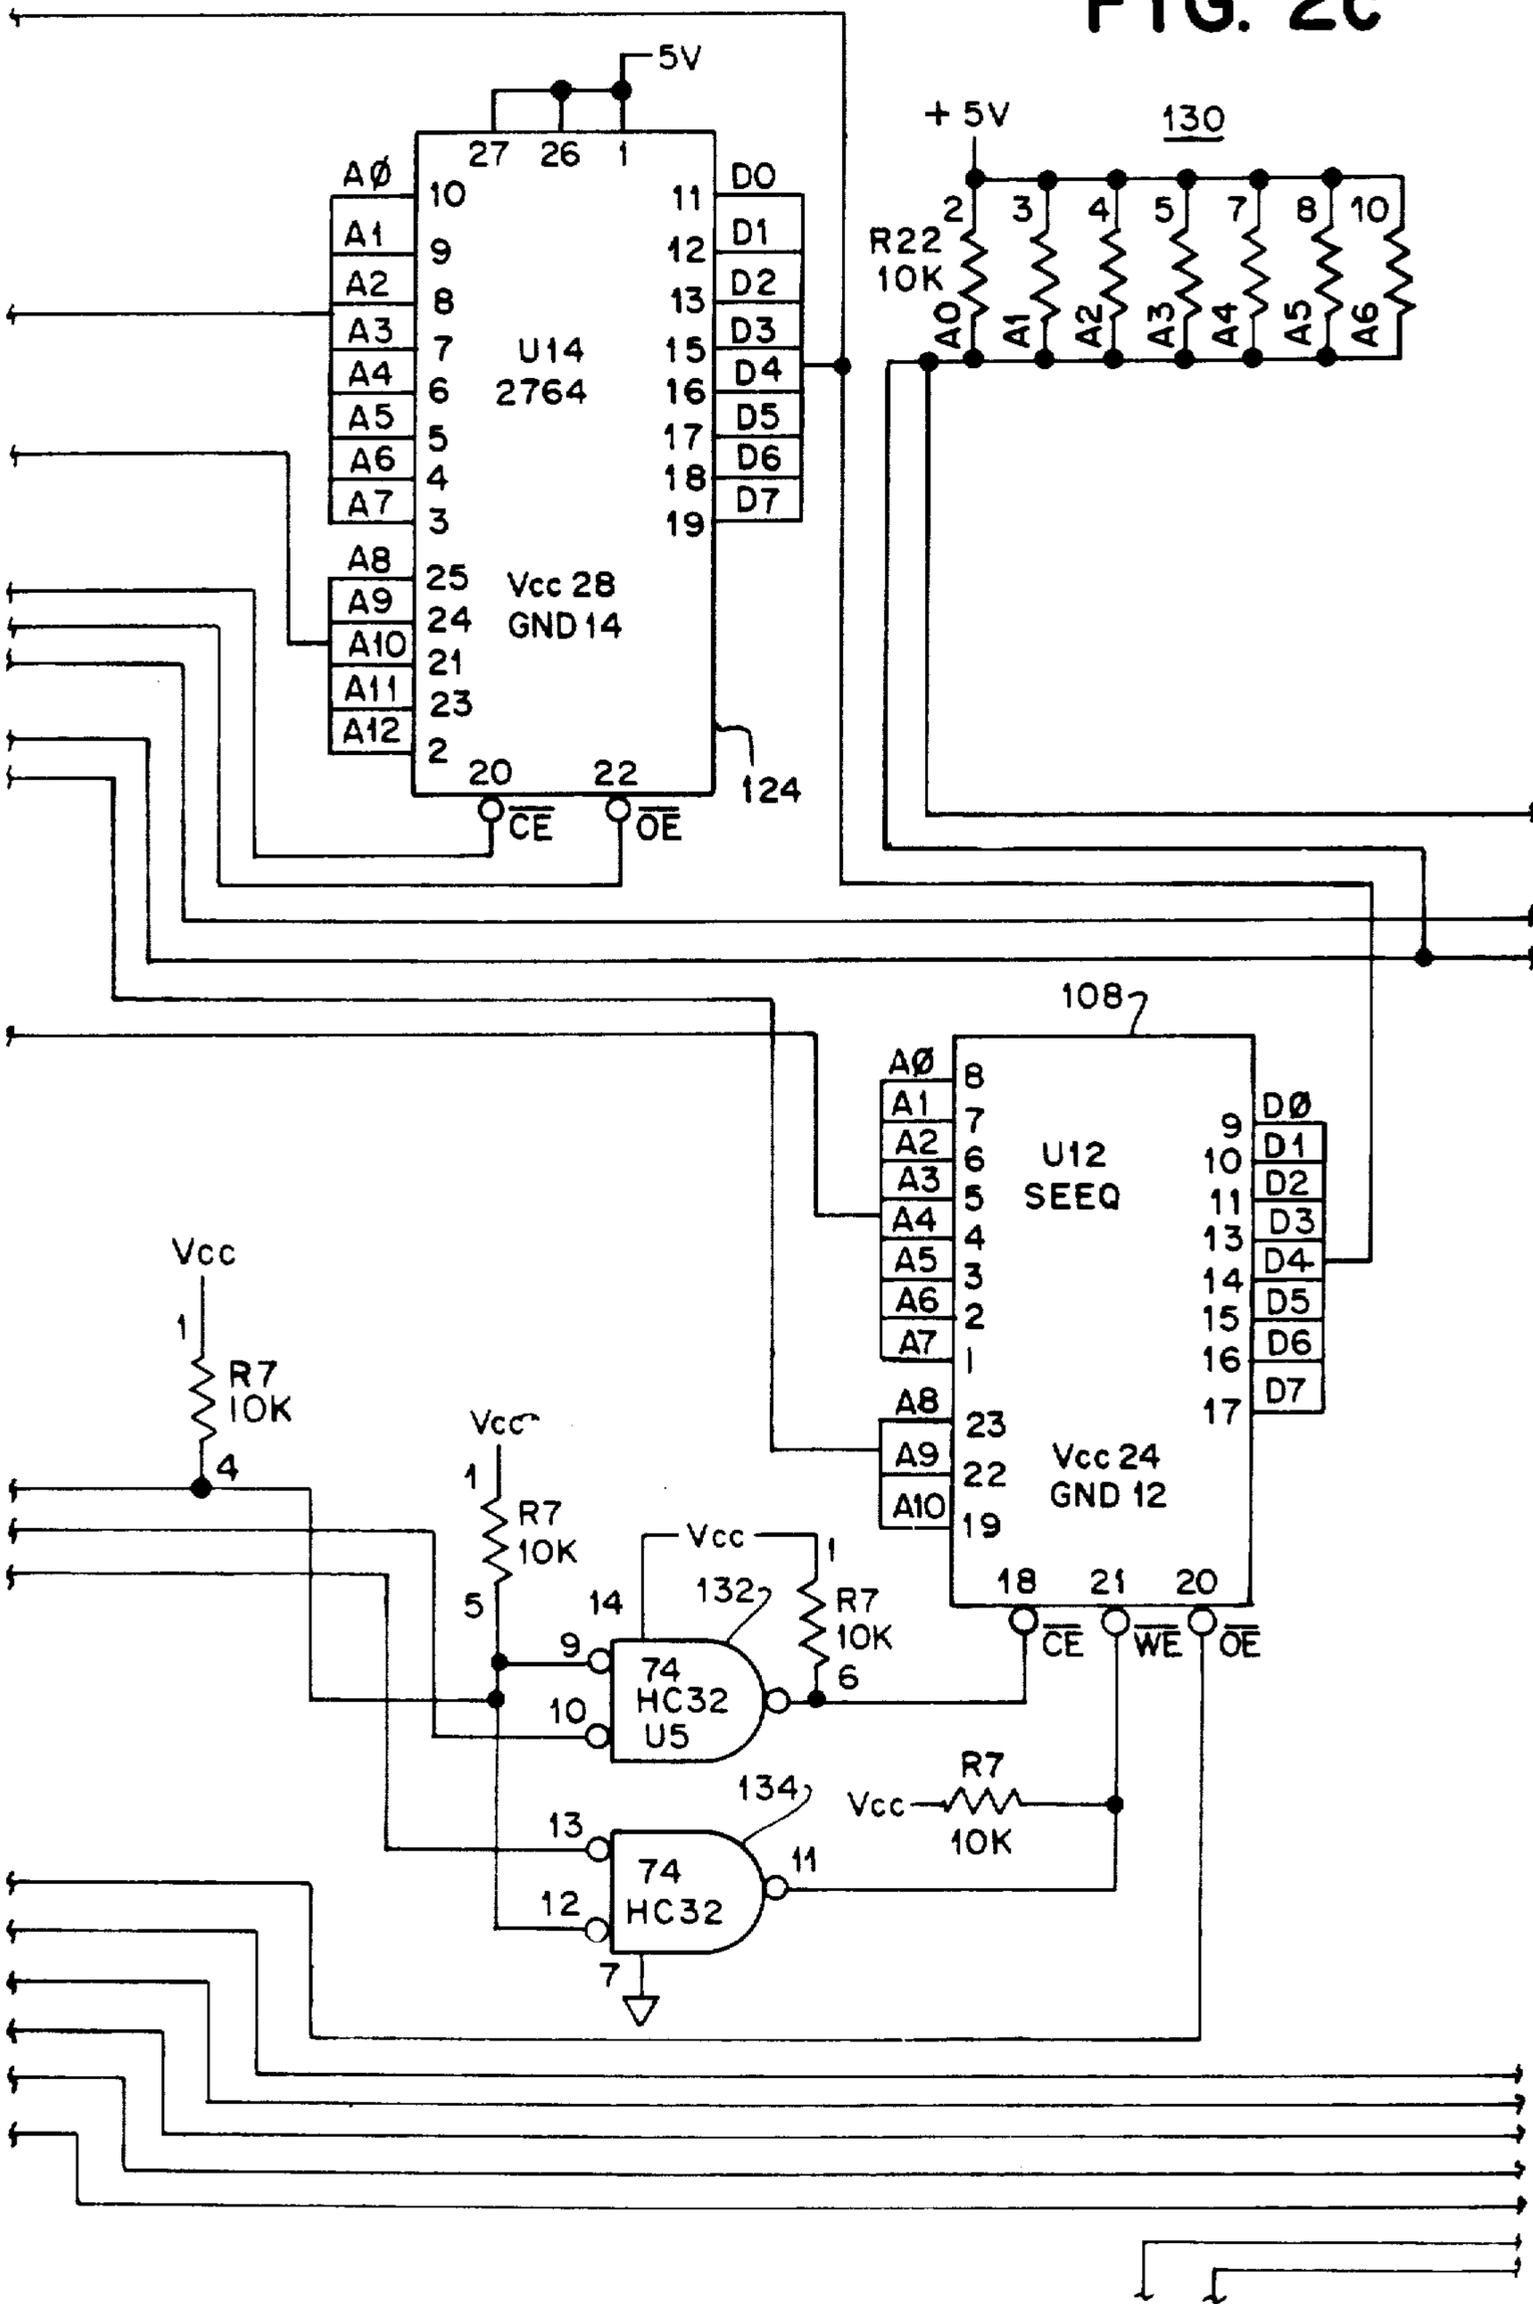 FIG. 2c
5V
27 26 1
AØ 10
A1 9
A2 8
A3 7
A4 6
A5 5
A6 4
A7 3
A8 25
A9 24
A10 21
A11 23
A12 2
U14
2764
Vcc 28
GND 14
11 D0
12 D1
13 D2
15 D3
16 D4
17 D5
18 D6
19 D7
20 22
CE OE
124
+5V 130
2 3 4 5 7 8 10
R22
10K
A0 A1 A2 A3 A4 A5 A6
108
AØ 8
A1 7
A2 6
A3 5
A4 4
A5 3
A6 2
A7 1
A8 23
A9 22
A10 19
U12
SEEQ
Vcc 24
GND 12
9 DØ
10 D1
11 D2
13 D3
14 D4
15 D5
16 D6
17 D7
18 21 20
CE WE OE
Vcc
1
R7
10K
4
Vcc
1
R7
10K
5
Vcc
1
R7
10K
6
14 132
9
10
74
HC32
U5
134
13
12
74
HC32
11
7
R7
Vcc
10K